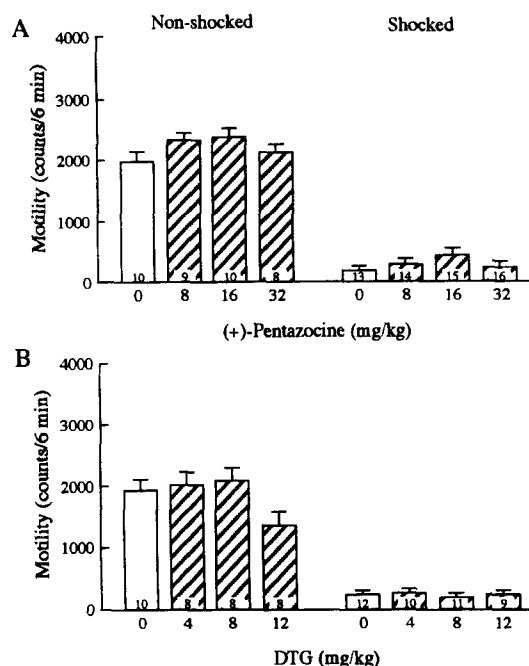 A
Non-shocked Shocked
Motility (counts/6 min)
4000
3000
2000
1000
0
10 9 10 8 13 14 15 16
0 8 16 32 0 8 16 32
(+)-Pentazocine (mg/kg)
B
Motility (counts/6 min)
4000
3000
2000
1000
0
10 8 8 8 12 10 11 9
0 4 8 12 0 4 8 12
DTG (mg/kg)